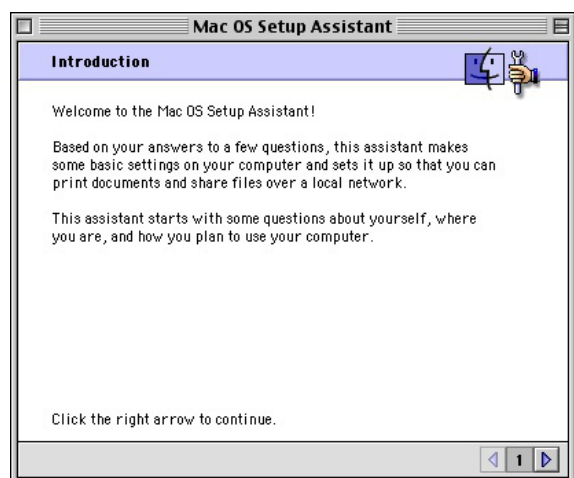 Mac OS Setup Assistant
Introduction
Welcome to the Mac OS Setup Assistant!
Based on your answers to a few questions, this assistant makes
some basic settings on your computer and sets it up so that you can
print documents and share files over a local network.
This assistant starts with some questions about yourself, where
you are, and how you plan to use your computer.
Click the right arrow to continue.
1